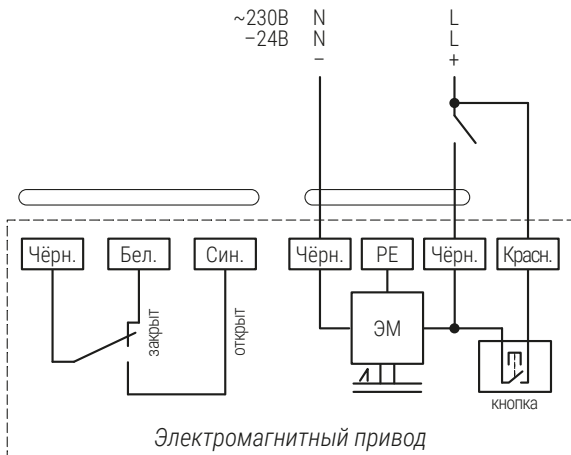 ~230В N L
−24В N L
− +
Чёрн. Бел. Син. Чёрн. PE Чёрн. Красн.
закрыт
открыт
ЭМ
кнопка
Электромагнитный привод